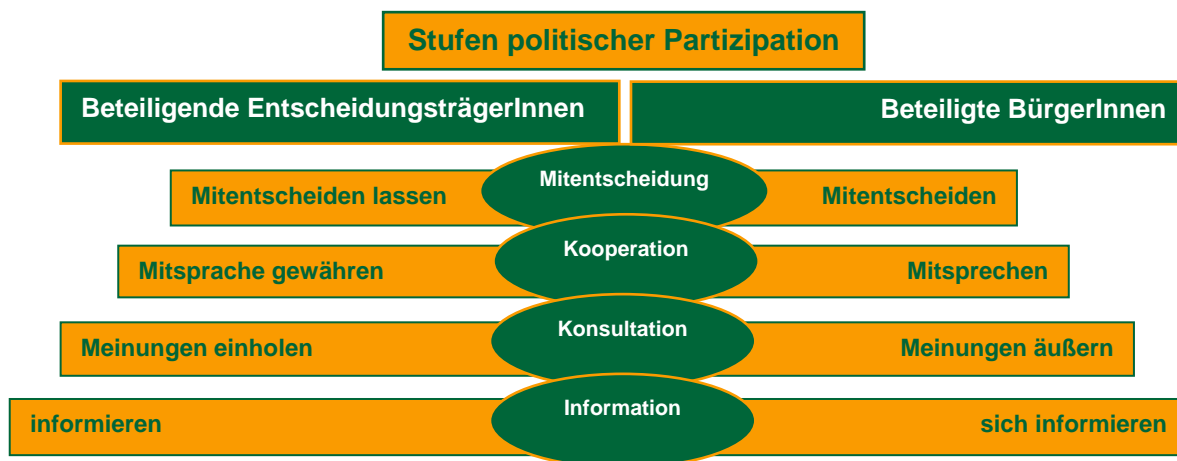 Stufen politischer Partizipation
Beteiligende EntscheidungsträgerInnen
Beteiligte BürgerInnen
Mitentscheiden lassen
Mitentscheidung
Mitentscheiden
Mitsprache gewähren
Kooperation
Mitsprechen
Meinungen einholen
Konsultation
Meinungen äußern
informieren
Information
sich informieren